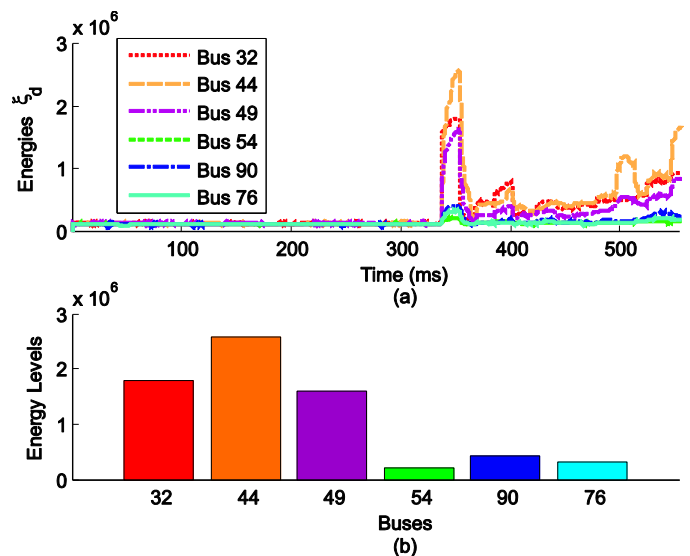 x 10^6
3
2
1
0
Energies ξ_d
Bus 32
Bus 44
Bus 49
Bus 54
Bus 90
Bus 76
100 200 300 400 500
Time (ms)
(a)
x 10^6
3
2
1
0
Energy Levels
32 44 49 54 90 76
Buses
(b)